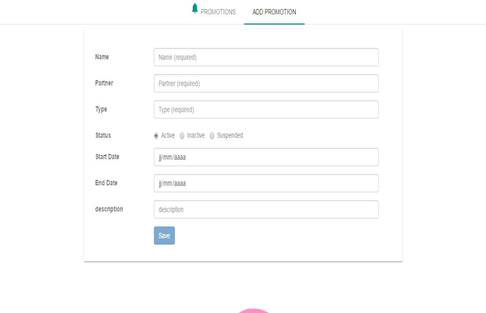 PROMOTIONS ADD PROMOTION
Name Name (required)
Partner Partner (required)
Type Type (required)
Status Active Inactive Suspended
Start Date jj/mm/aaaa
End Date jj/mm/aaaa
description description
Save